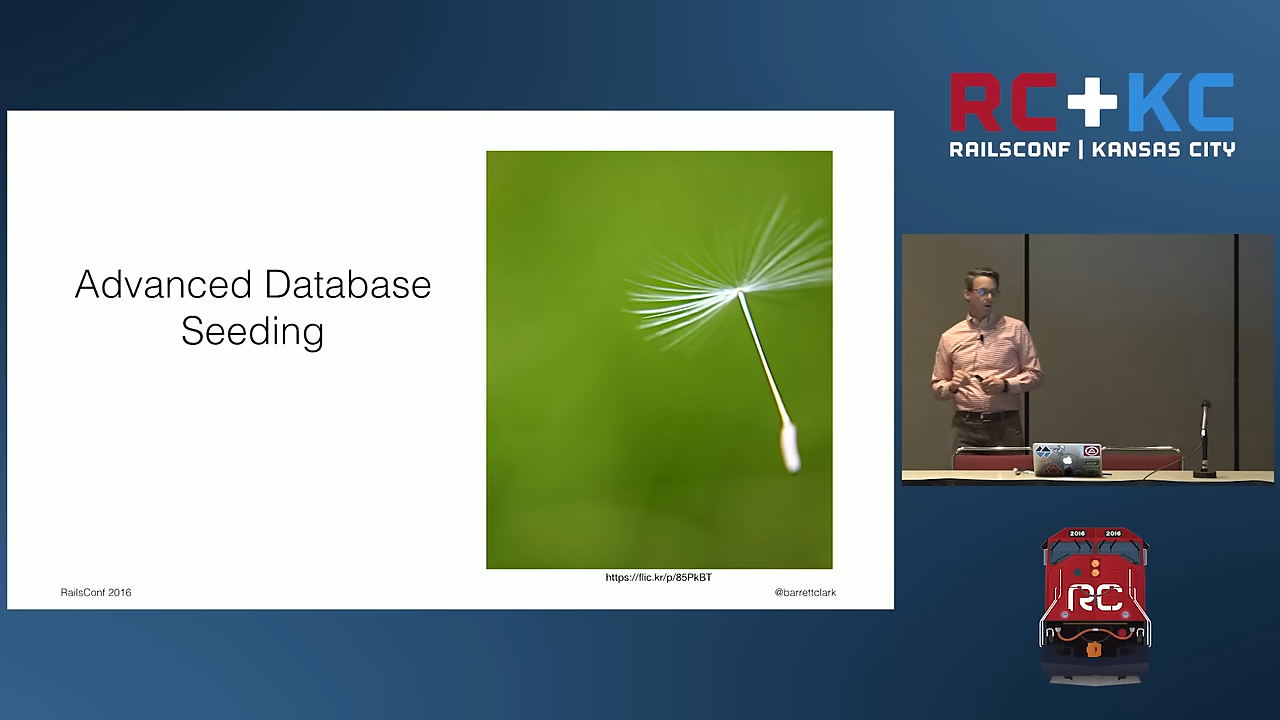 Advanced Database
Seeding
https://flic.kr/p/85PkBT
RailsConf 2016
@barrettclark
RC+KC
RAILSCONF | KANSAS CITY
2016 2016
RC